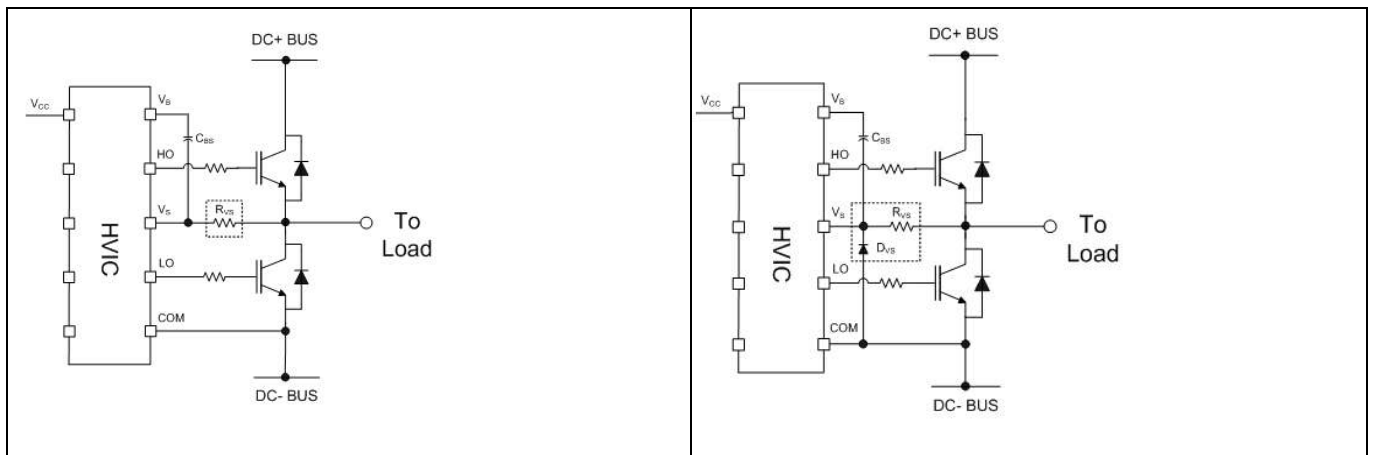 DC+ BUS
VCC
VB
CBS
HO
VS
RVS
To
Load
HVIC
LO
COM
DC- BUS
DC+ BUS
VCC
VB
CBS
HO
VS
RVS
DVS
To
Load
HVIC
LO
COM
DC- BUS